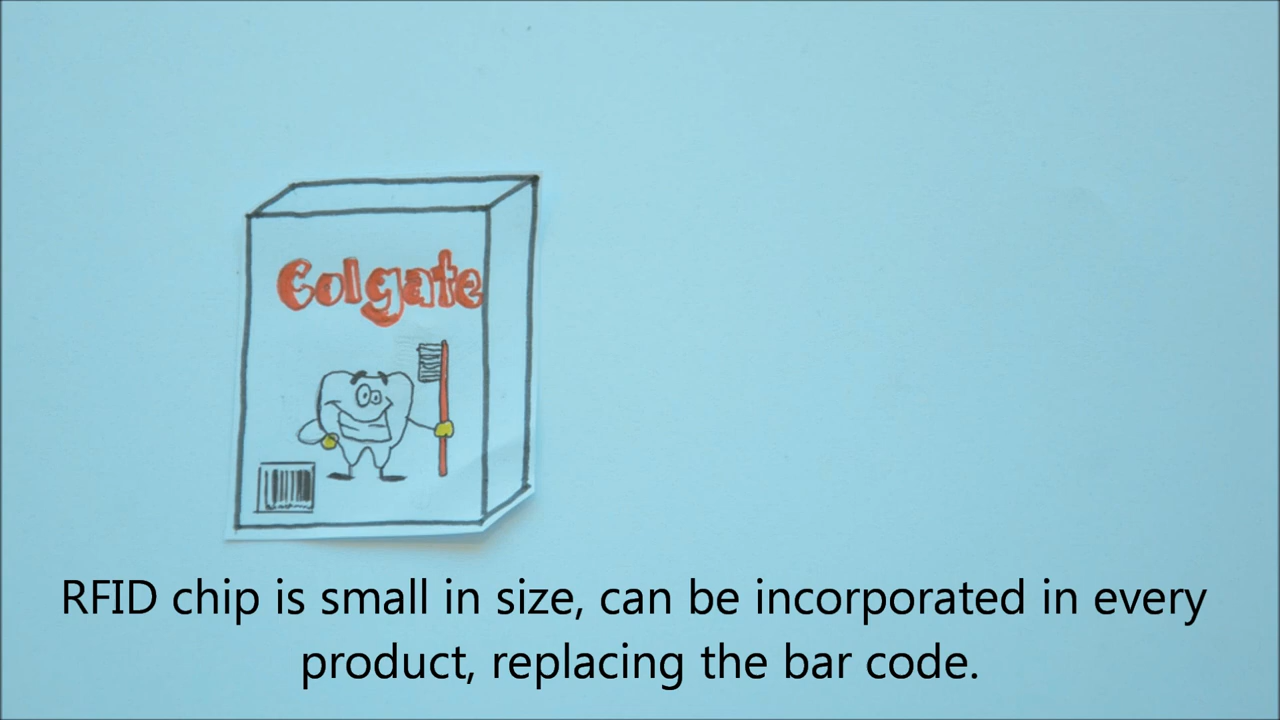 Colgate
RFID chip is small in size, can be incorporated in every
product, replacing the bar code.